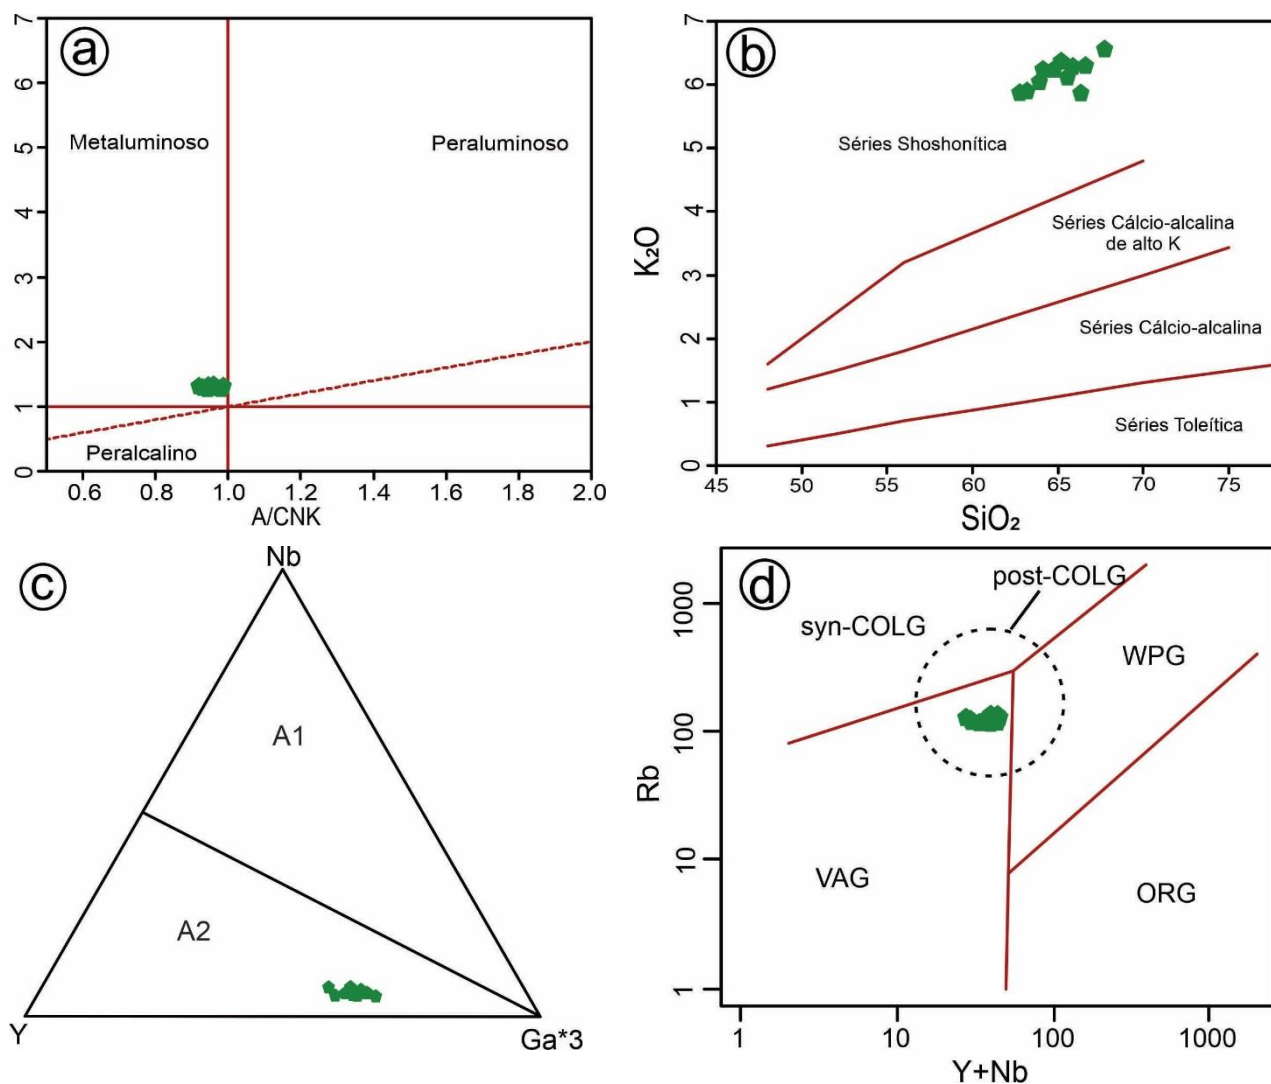 a
7
6
5
4
3
2
1
0
Metaluminoso
Peraluminoso
Peralcalino
0.6 0.8 1.0 1.2 1.4 1.6 1.8 2.0
A/CNK
b
7
6
5
4
3
2
1
0
K₂O
Séries Shoshonítica
Séries Cálcio-alcalina
de alto K
Séries Cálcio-alcalina
Séries Toleítica
45 50 55 60 65 70 75
SiO₂
c
Nb
A1
A2
Y
Ga*3
d
post-COLG
syn-COLG
WPG
VAG
ORG
1000
100
10
1
Rb
1 10 100 1000
Y+Nb